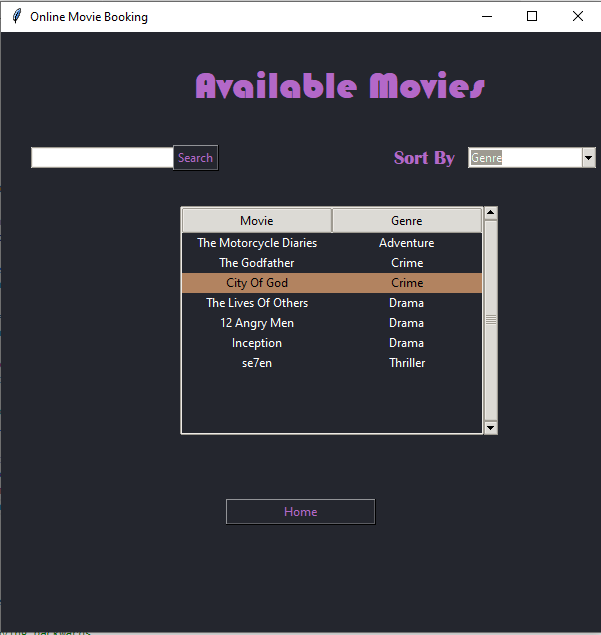 Online Movie Booking
Available Movies
Search
Sort By Genre
Movie Genre
The Motorcycle Diaries Adventure
The Godfather Crime
City Of God Crime
The Lives Of Others Drama
12 Angry Men Drama
Inception Drama
se7en Thriller
Home